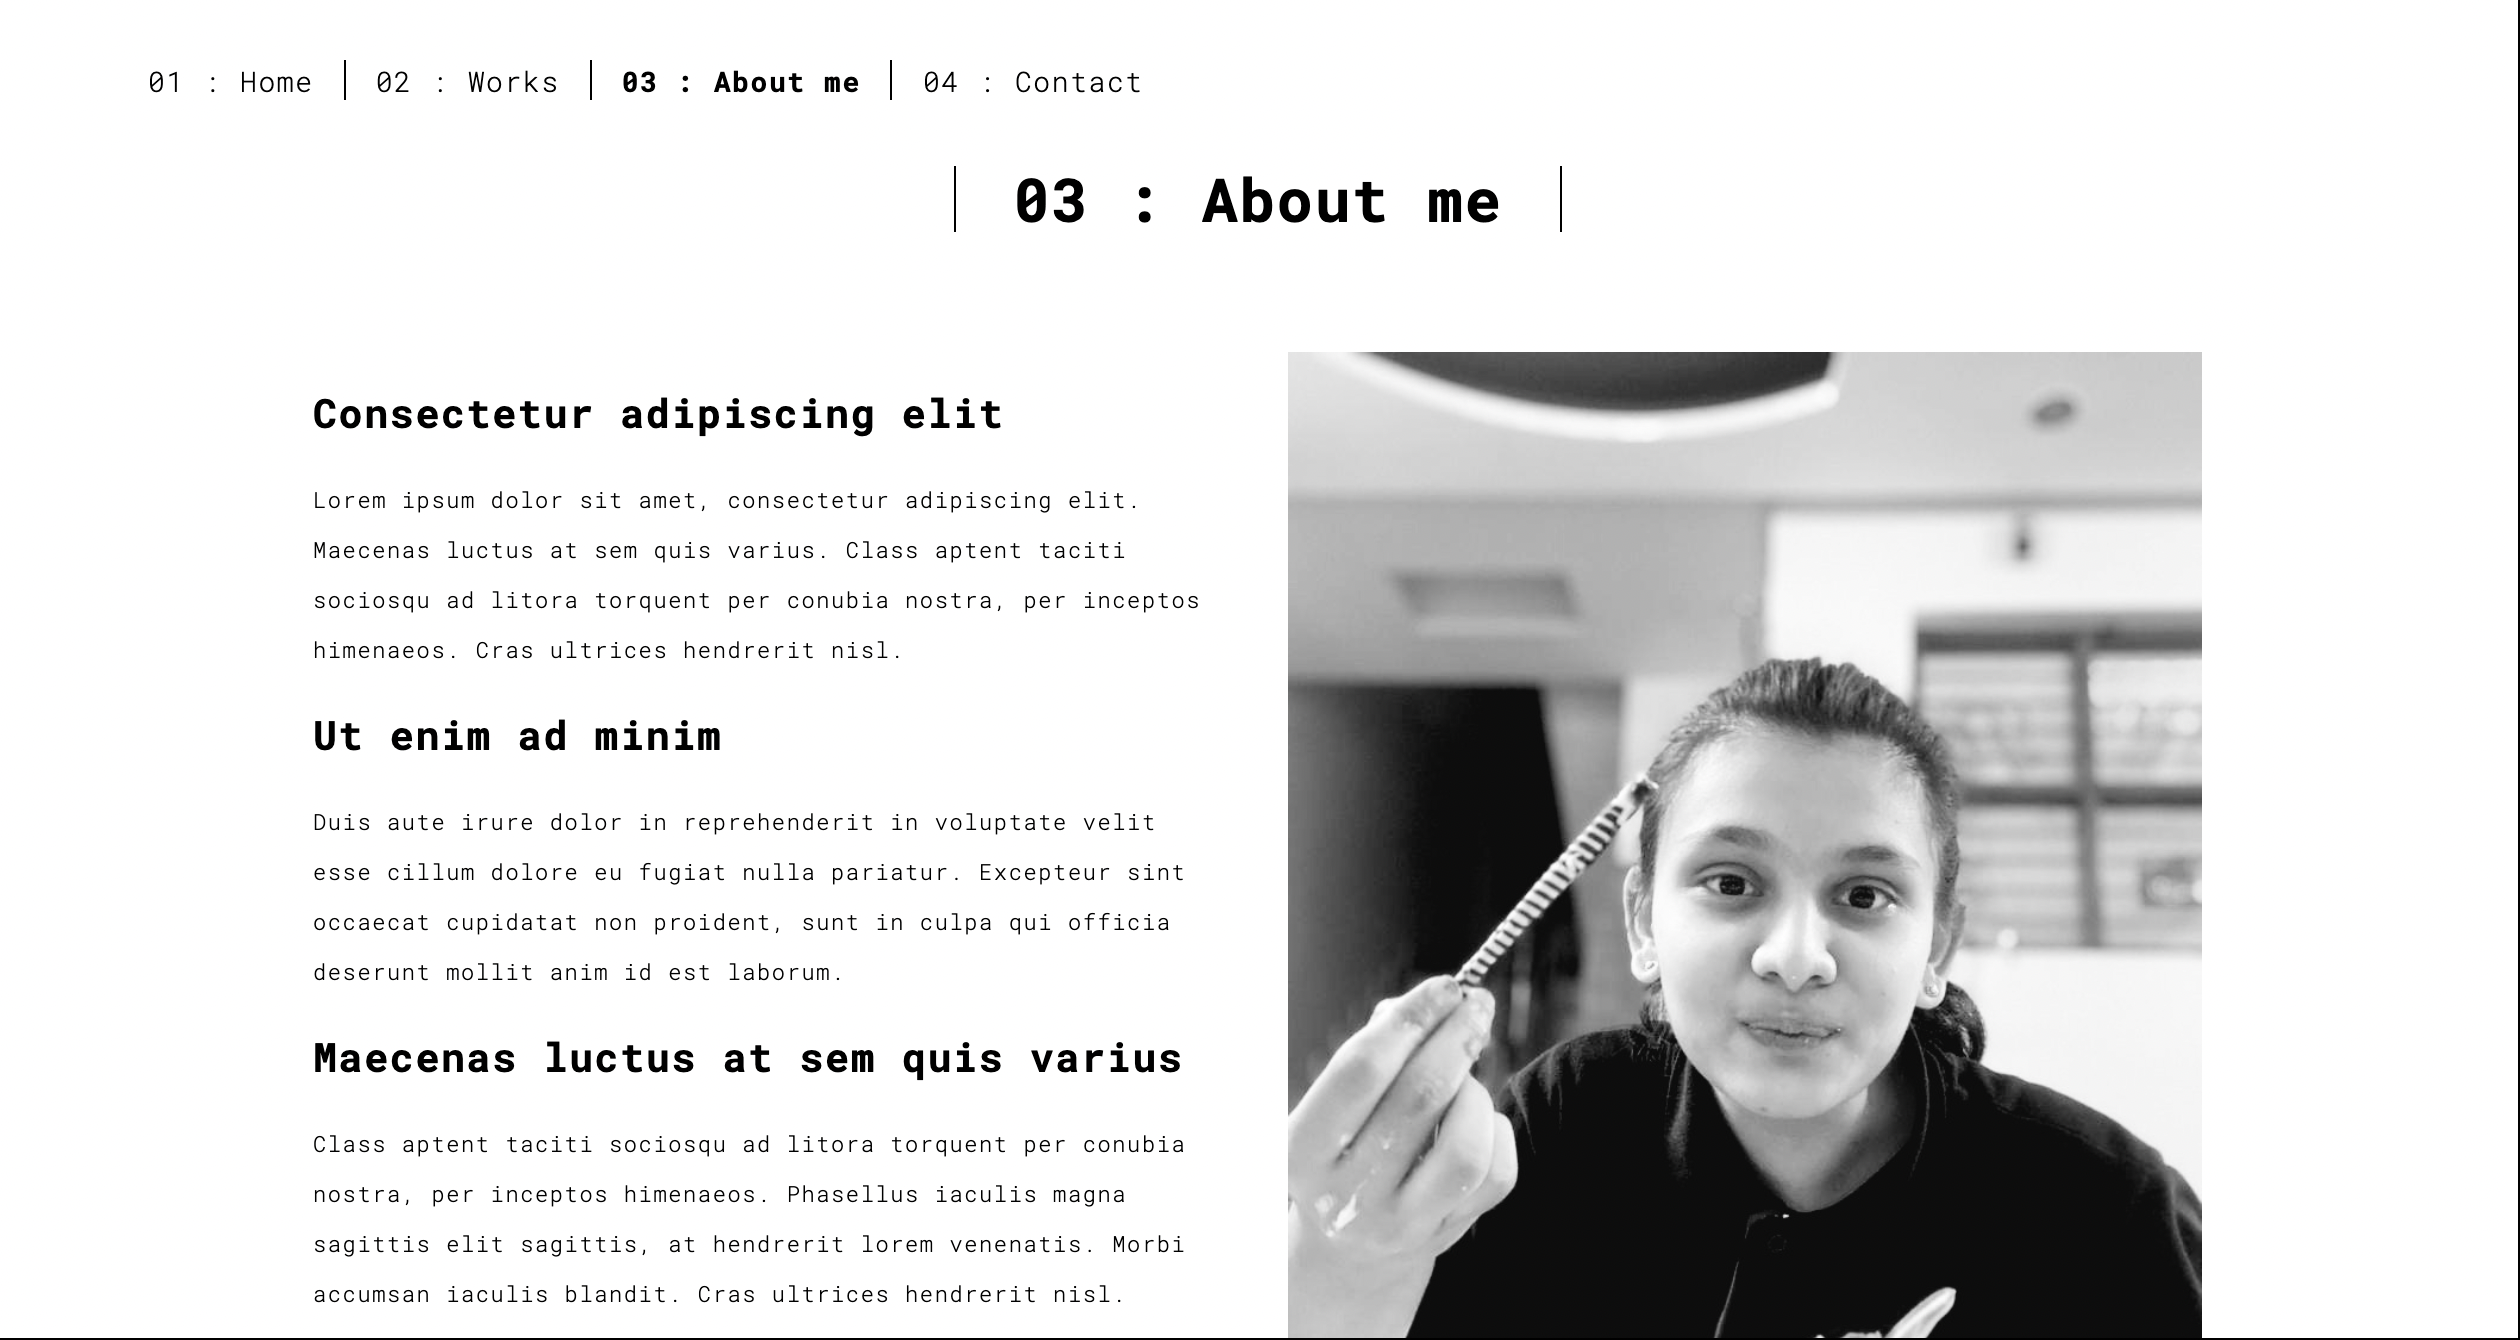 01 : Home | 02 : Works | 03 : About me | 04 : Contact
| 03 : About me |
Consectetur adipiscing elit
Lorem ipsum dolor sit amet, consectetur adipiscing elit.
Maecenas luctus at sem quis varius. Class aptent taciti
sociosqu ad litora torquent per conubia nostra, per inceptos
himenaeos. Cras ultrices hendrerit nisl.
Ut enim ad minim
Duis aute irure dolor in reprehenderit in voluptate velit
esse cillum dolore eu fugiat nulla pariatur. Excepteur sint
occaecat cupidatat non proident, sunt in culpa qui officia
deserunt mollit anim id est laborum.
Maecenas luctus at sem quis varius
Class aptent taciti sociosqu ad litora torquent per conubia
nostra, per inceptos himenaeos. Phasellus iaculis magna
sagittis elit sagittis, at hendrerit lorem venenatis. Morbi
accumsan iaculis blandit. Cras ultrices hendrerit nisl.